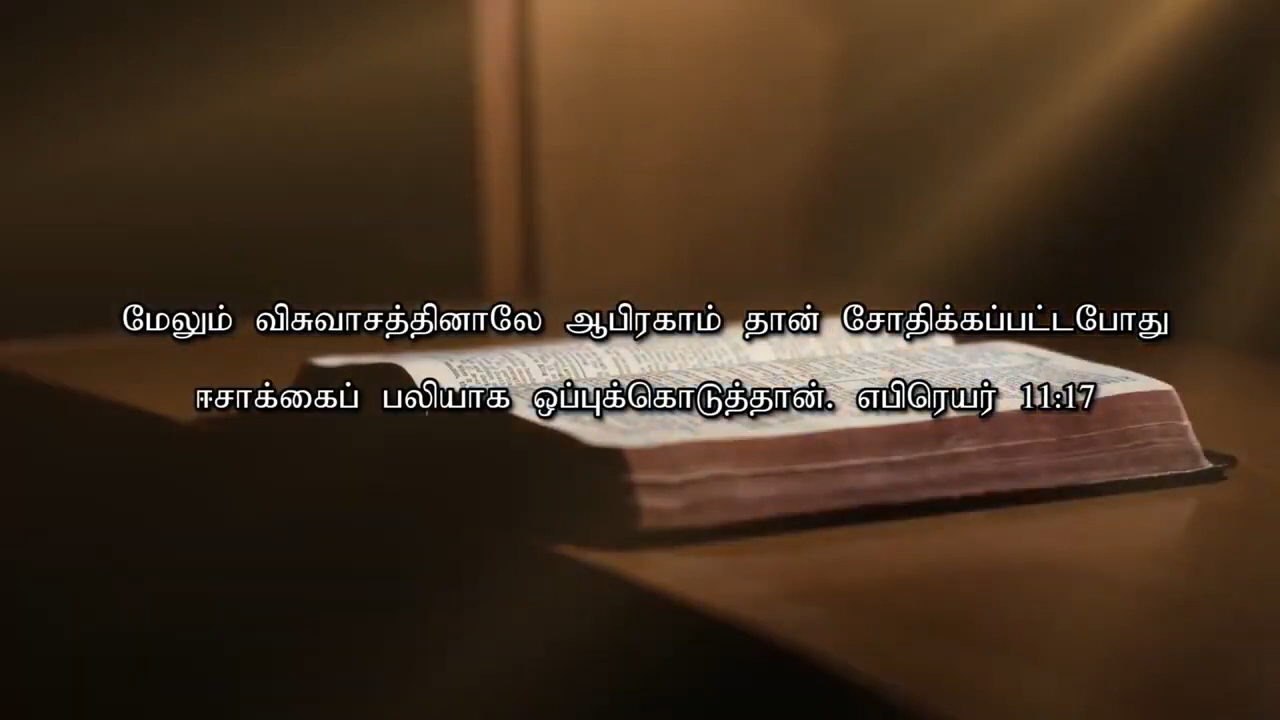 மேலும் விசுவாசத்தினாலே ஆபிரகாம் தான் சோதிக்கப்பட்டபோது
ஈசாக்கைப் பலியாக ஒப்புக்கொடுத்தான். எபிரெயர் 11:17